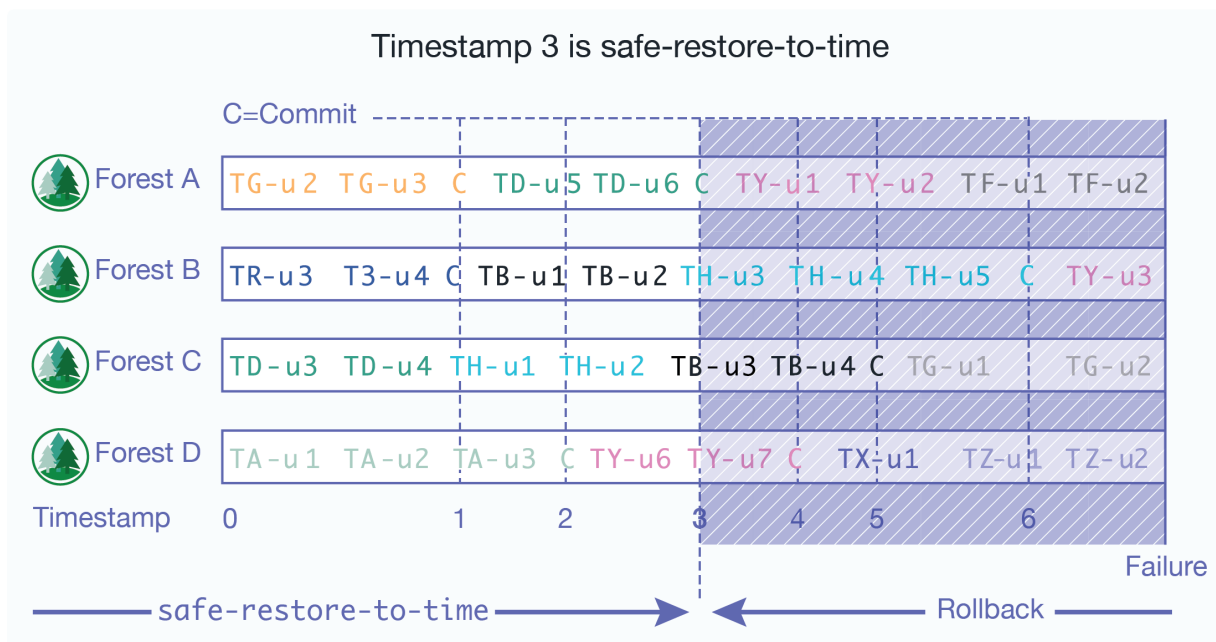 Timestamp 3 is safe-restore-to-time
C=Commit
Forest A TG-u2 TG-u3 C TD-u5 TD-u6 C TY-u1 TY-u2 TF-u1 TF-u2
Forest B TR-u3 T3-u4 C TB-u1 TB-u2 TH-u3 TH-u4 TH-u5 C TY-u3
Forest C TD-u3 TD-u4 TH-u1 TH-u2 TB-u3 TB-u4 C TG-u1 TG-u2
Forest D TA-u1 TA-u2 TA-u3 C TY-u6 TY-u7 C TX-u1 TZ-u1 TZ-u2
Timestamp 0 1 2 3 4 5 6
Failure
safe-restore-to-time Rollback